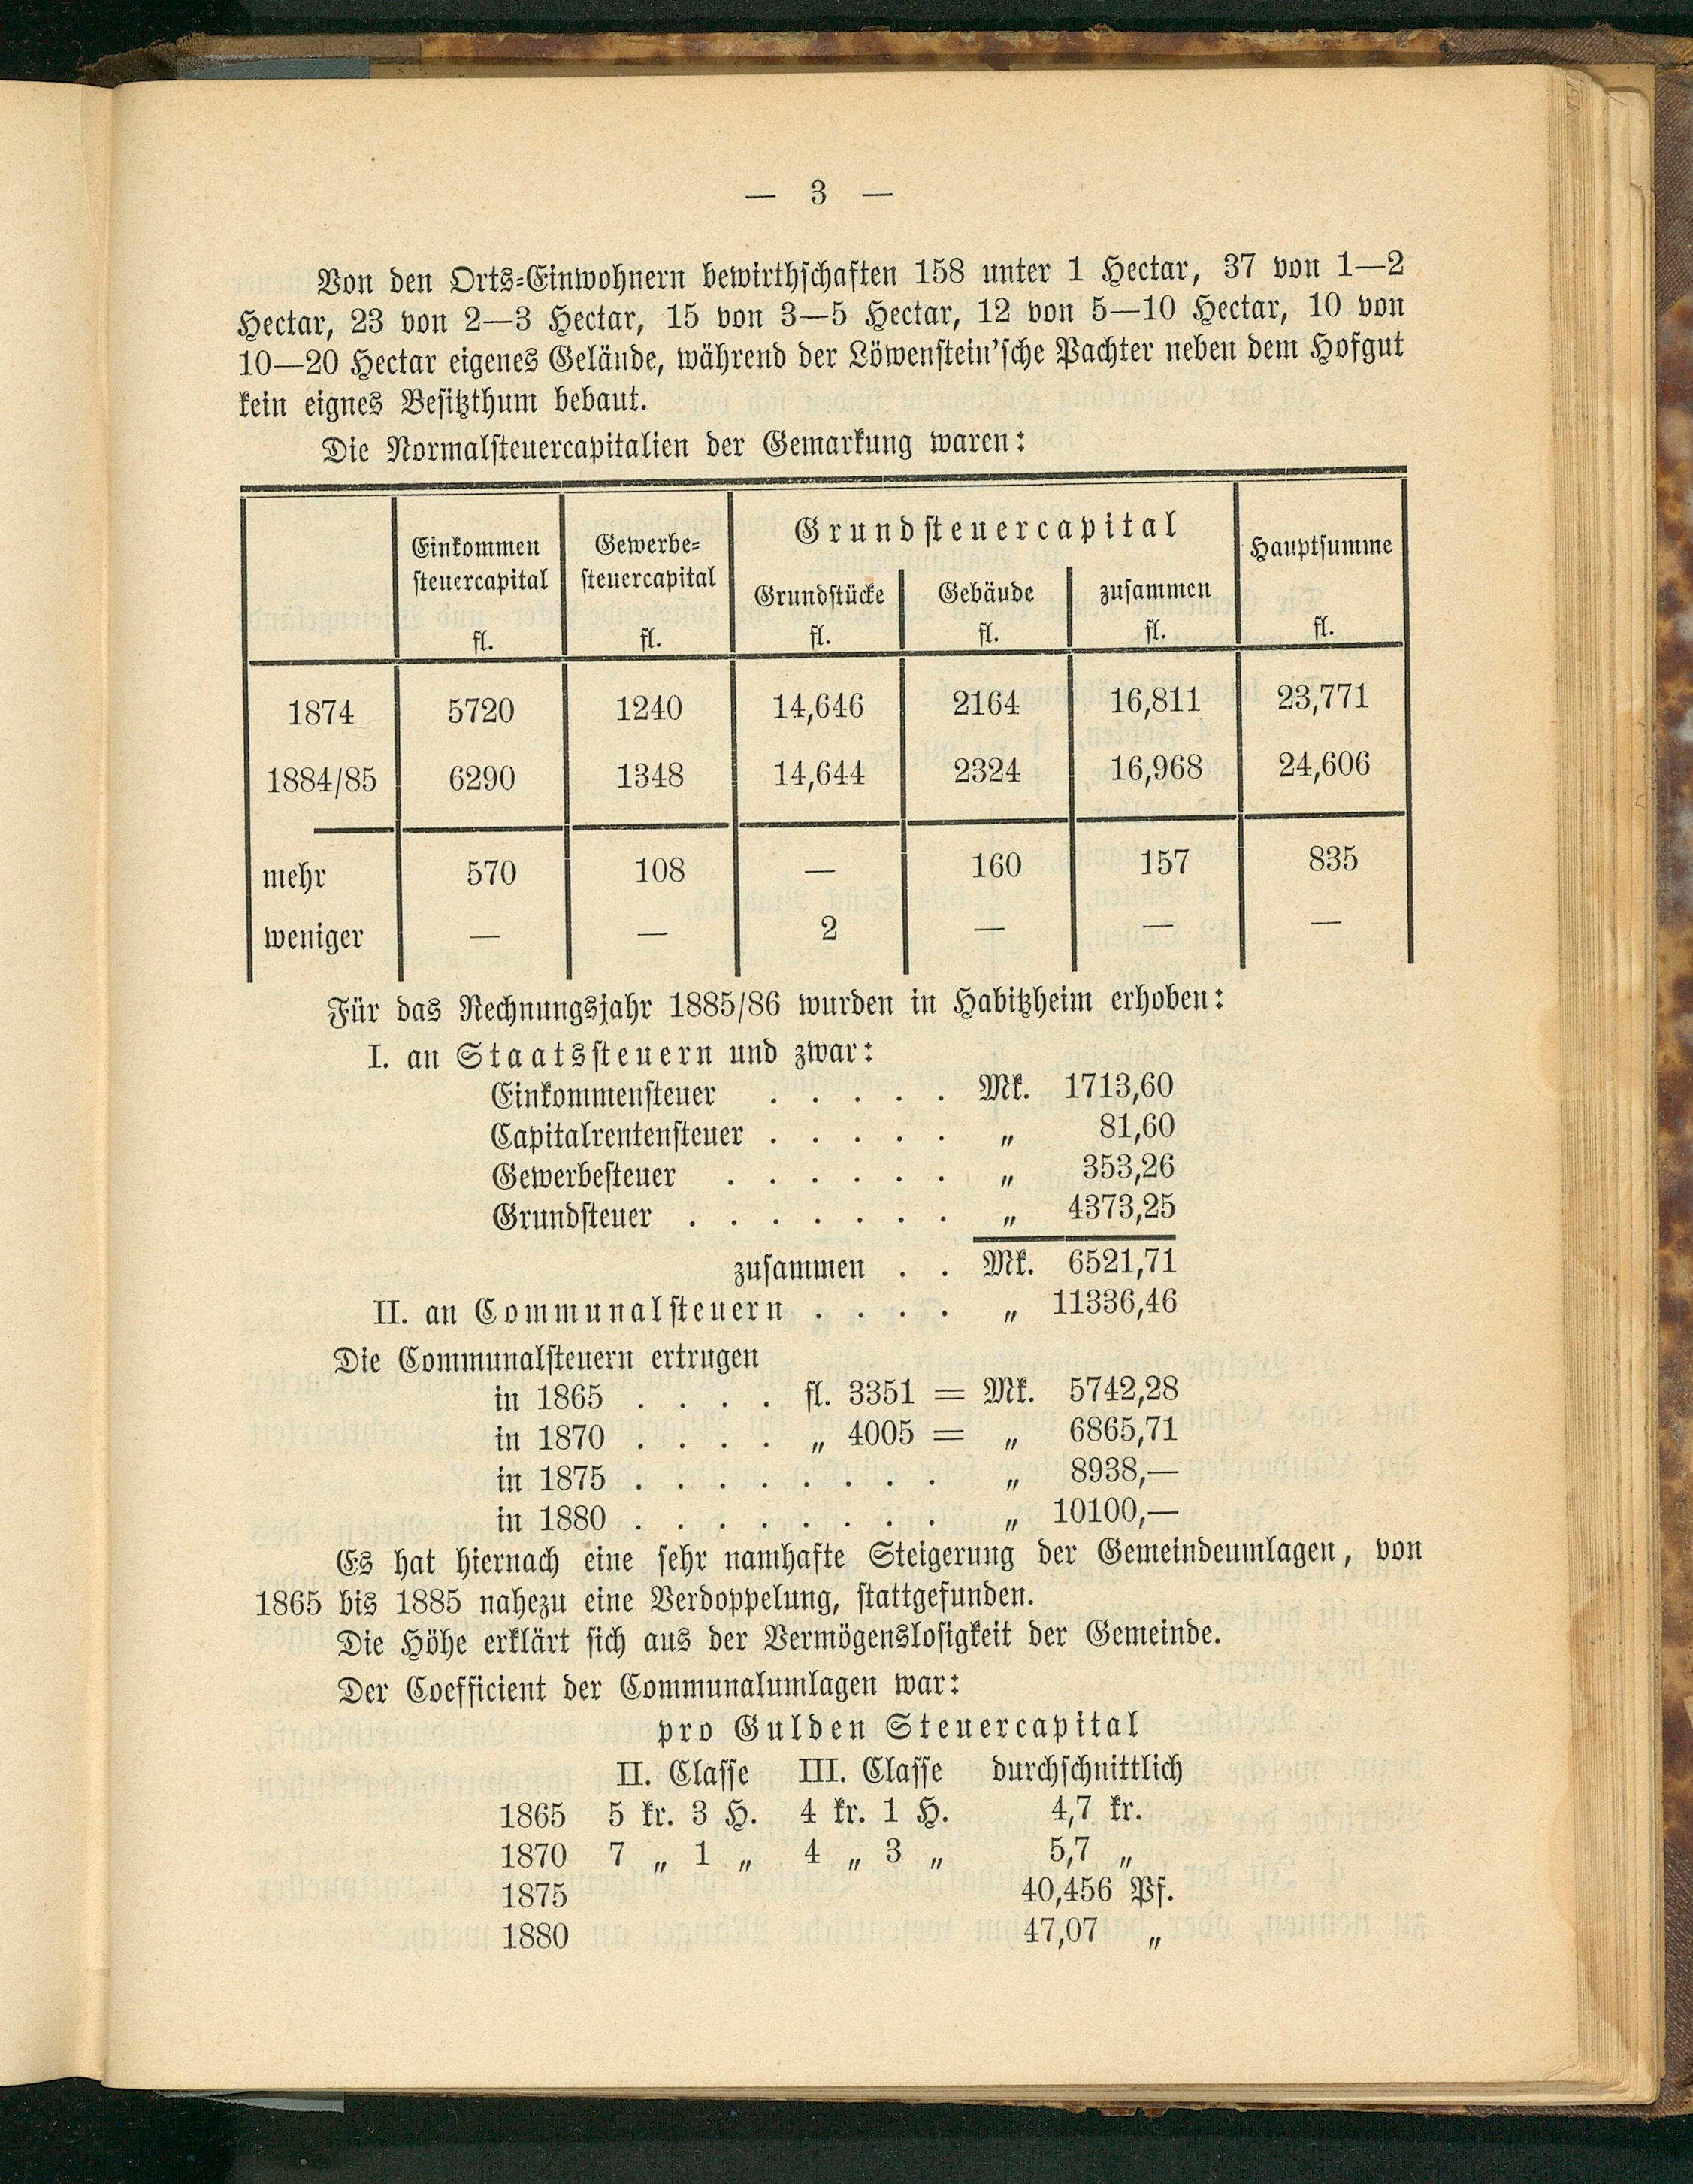 — 3 —
Von den Orts-Einwohnern bewirthschaften 158 unter 1 Hectar, 37 von 1—2
Hectar, 23 von 2—3 Hectar, 15 von 3—5 Hectar, 12 von 5—10 Hectar, 10 von
10—20 Hectar eigenes Gelände, während der Löwenstein'sche Pachter neben dem Hofgut
kein eignes Besitzthum bebaut.
Die Normalsteuercapitalien der Gemarkung waren:
Einkommen Gewerbe- Grundsteuercapital Hauptsumme
steuercapital steuercapital Grundstücke Gebäude zusammen
fl. fl. fl. fl. fl. fl.
1874 5720 1240 14,646 2164 16,811 23,771
1884/85 6290 1348 14,644 2324 16,968 24,606
mehr 570 108 — 160 157 835
weniger — — 2 — — —
Für das Rechnungsjahr 1885/86 wurden in Habitzheim erhoben:
I. an Staatssteuern und zwar:
Einkommensteuer . . . . . Mk. 1713,60
Capitalrentensteuer . . . . . „ 81,60
Gewerbesteuer . . . . . . „ 353,26
Grundsteuer . . . . . . . „ 4373,25
zusammen . . Mk. 6521,71
II. an Communalsteuern . . . . „ 11336,46
Die Communalsteuern ertrugen
in 1865 . . . . fl. 3351 = Mk. 5742,28
in 1870 . . . . „ 4005 = „ 6865,71
in 1875 . . . . . . . . „ 8938,—
in 1880 . . . . . . . . „ 10100,—
Es hat hiernach eine sehr namhafte Steigerung der Gemeindeumlagen, von
1865 bis 1885 nahezu eine Verdoppelung, stattgefunden.
Die Höhe erklärt sich aus der Vermögenslosigkeit der Gemeinde.
Der Coefficient der Communalumlagen war:
pro Gulden Steuercapital
II. Classe III. Classe durchschnittlich
1865 5 kr. 3 H. 4 kr. 1 H. 4,7 kr.
1870 7 „ 1 „ 4 „ 3 „ 5,7 „
1875 40,456 Pf.
1880 47,07 „